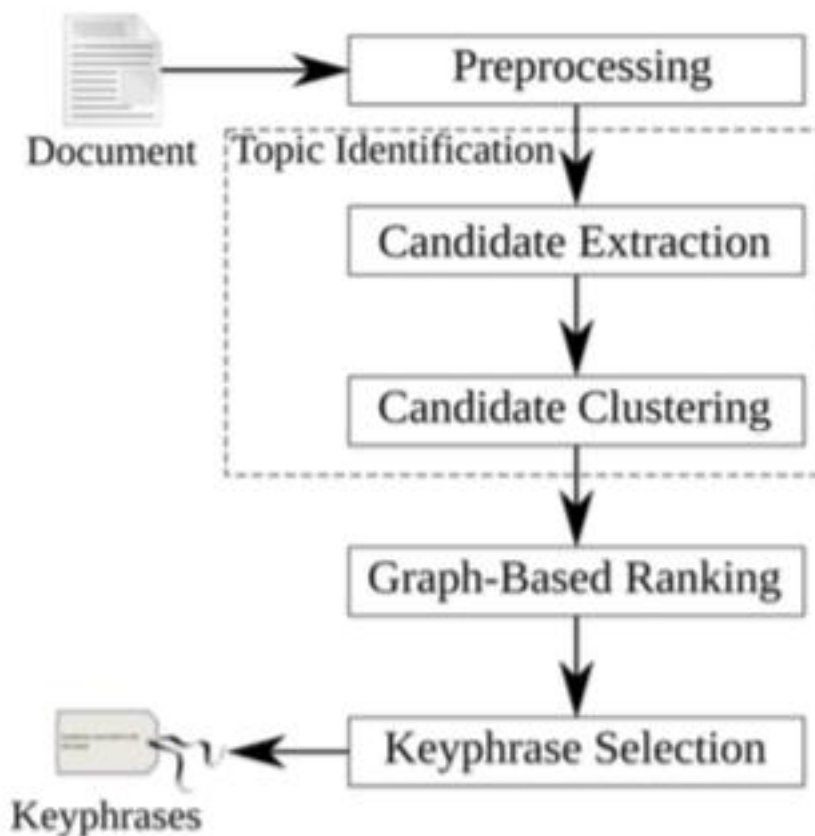 Preprocessing
Document
Topic Identification
Candidate Extraction
Candidate Clustering
Graph-Based Ranking
Keyphrase Selection
Keyphrases